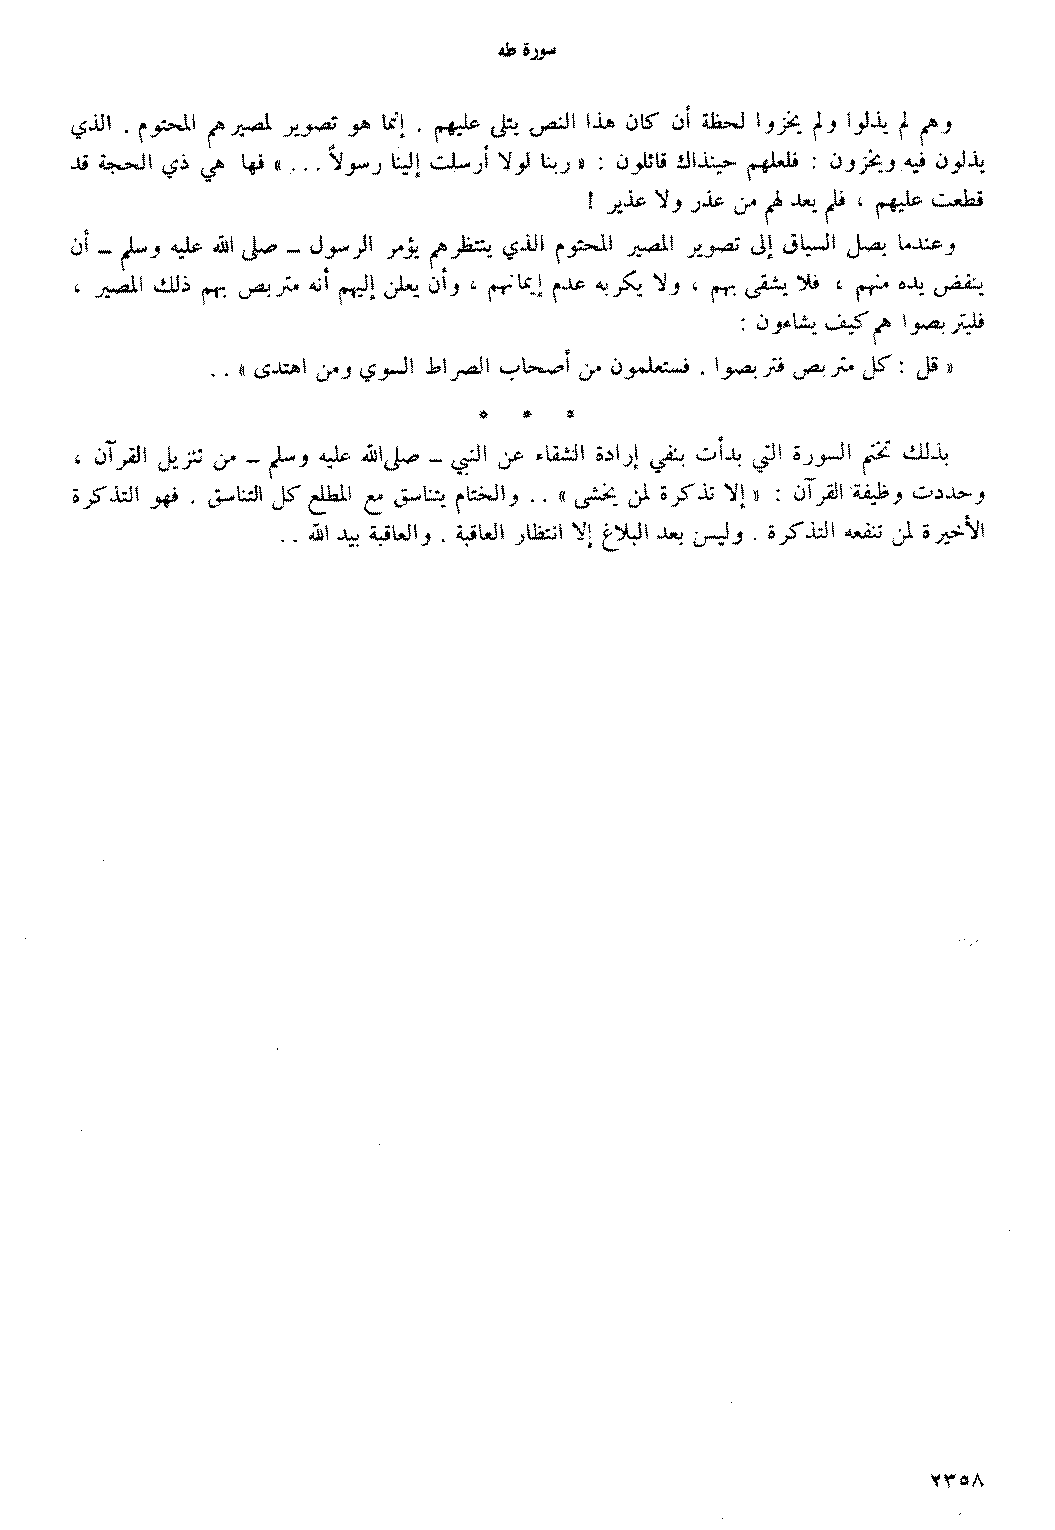 سورة طه
وهم لم يذلوا ولم يخزوا لحظة أن كان هذا النص يتلى عليهم . إنما هو تصوير لمصيرهم المحتوم . الذي
يذلون فيه ويخزون : فلعلهم حينذاك قائلون : « ربنا لولا أرسلت إلينا رسولاً ... » فها هي ذي الحجة قد
قطعت عليهم ، فلم يعد لهم من عذر ولا عذير !
وعندما يصل السياق إلى تصوير المصير المحتوم الذي ينتظرهم يؤمر الرسول – صلى الله عليه وسلم – أن
ينفض يده منهم ، فلا يشقى بهم ، ولا يكربه عدم إيمانهم ، وأن يعلن إليهم أنه متربص بهم ذلك المصير ،
فليتربصوا هم كيف يشاءون :
« قل : كل متربص فتربصوا . فستعلمون من أصحاب الصراط السوي ومن اهتدى » . .
* * *
بذلك تختم السورة التي بدأت بنفي إرادة الشقاء عن النبي – صلى الله عليه وسلم – من تنزيل القرآن ،
وحددت وظيفة القرآن : « إلا تذكرة لمن يخشى » . . والختام يتناسق مع المطلع كل التناسق . فهو التذكرة
الأخيرة لمن تنفعه التذكرة . وليس بعد البلاغ إلا انتظار العاقبة . والعاقبة بيد الله . .
٢٣٥٨